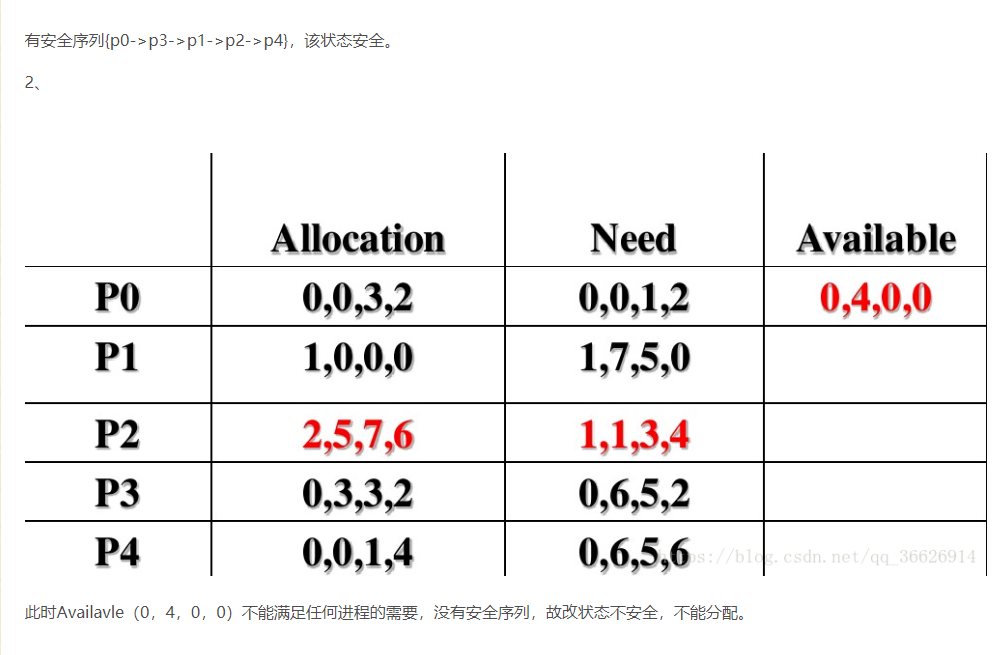 有安全序列{p0->p3->p1->p2->p4}，该状态安全。
2、
Allocation Need Available
P0 0,0,3,2 0,0,1,2 0,4,0,0
P1 1,0,0,0 1,7,5,0
P2 2,5,7,6 1,1,3,4
P3 0,3,3,2 0,6,5,2
P4 0,0,1,4 0,6,5,6
https://blog.csdn.net/qq_36626914
此时Availavle（0，4，0，0）不能满足任何进程的需要，没有安全序列，故改状态不安全，不能分配。